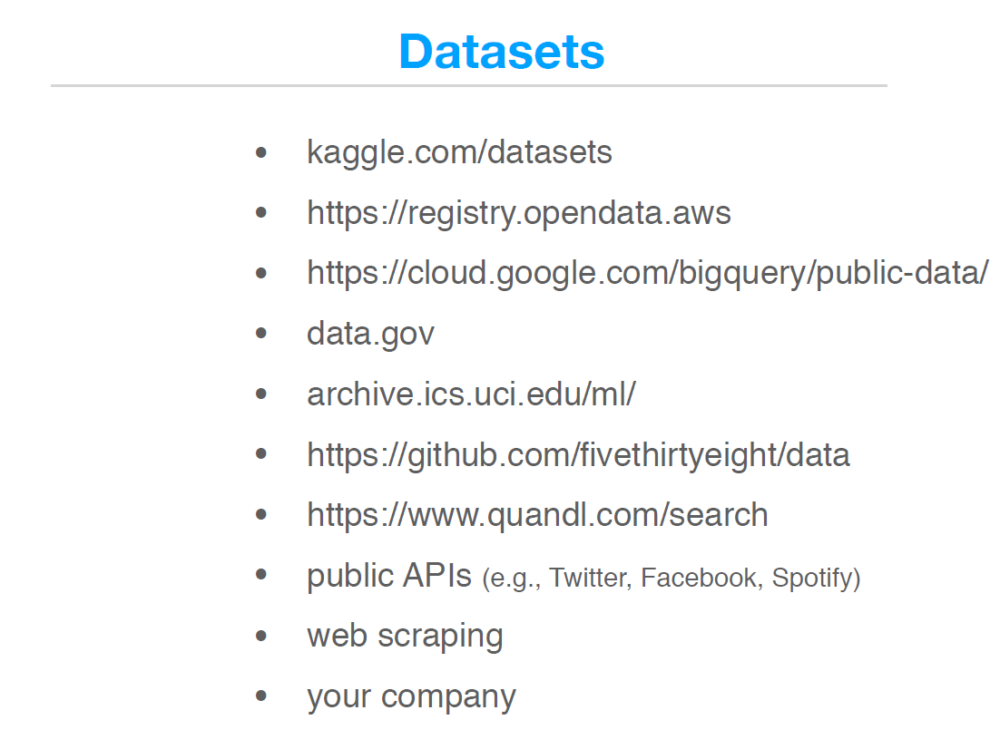 Datasets
• kaggle.com/datasets
• https://registry.opendata.aws
• https://cloud.google.com/bigquery/public-data/
• data.gov
• archive.ics.uci.edu/ml/
• https://github.com/fivethirtyeight/data
• https://www.quandl.com/search
• public APIs (e.g., Twitter, Facebook, Spotify)
• web scraping
• your company